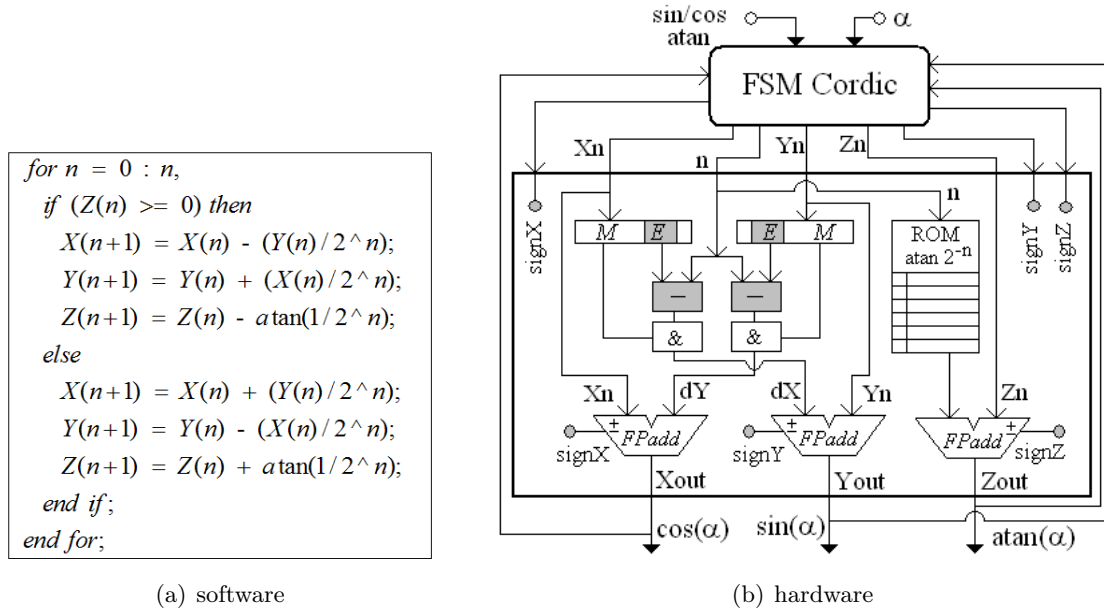 for n = 0 : n,
if (Z(n) >= 0) then
X(n+1) = X(n) - (Y(n)/2^ n);
Y(n+1) = Y(n) + (X(n)/2^ n);
Z(n+1) = Z(n) - atan(1/2^ n);
else
X(n+1) = X(n) + (Y(n)/2^ n);
Y(n+1) = Y(n) - (X(n)/2^ n);
Z(n+1) = Z(n) + atan(1/2^ n);
end if;
end for;
(a) software
sin/cos
atan
α
FSM Cordic
Xn
n
Yn
Zn
n
signX
signY
signZ
M E
E M
ROM
atan 2⁻ⁿ
–
–
&
&
Xn
dY
dX
Yn
Zn
± FPadd
± FPadd
FPadd ±
signX
signY
signZ
Xout
Yout
Zout
cos(α)
sin(α)
atan(α)
(b) hardware